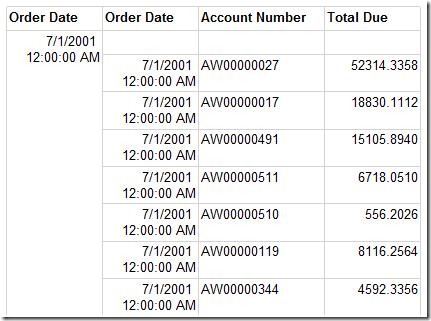 Order Date Order Date Account Number Total Due
7/1/2001
12:00:00 AM
7/1/2001 AW00000027 52314.3358
12:00:00 AM
7/1/2001 AW00000017 18830.1112
12:00:00 AM
7/1/2001 AW00000491 15105.8940
12:00:00 AM
7/1/2001 AW00000511 6718.0510
12:00:00 AM
7/1/2001 AW00000510 556.2026
12:00:00 AM
7/1/2001 AW00000119 8116.2564
12:00:00 AM
7/1/2001 AW00000344 4592.3356
12:00:00 AM